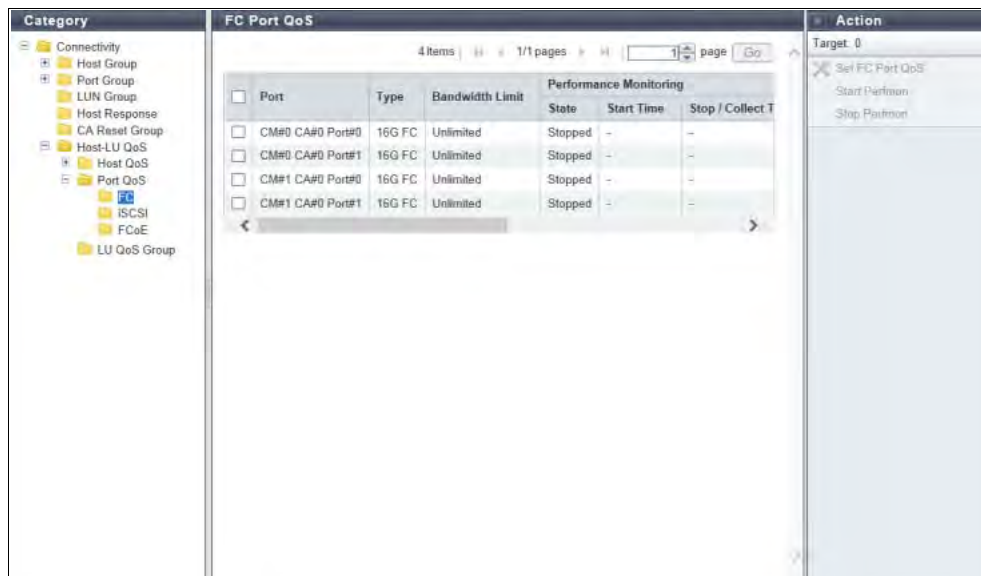 Category
Connectivity
Host Group
Port Group
LUN Group
Host Response
CA Reset Group
Host-LU QoS
Host QoS
Port QoS
FC
iSCSI
FCoE
LU QoS Group
FC Port QoS
4 Items 1/1 pages 1 page Go
Port Type Bandwidth Limit Performance Monitoring
State Start Time Stop / Collect T
CM#0 CA#0 Port#0 16G FC Unlimited Stopped - -
CM#0 CA#0 Port#1 16G FC Unlimited Stopped - -
CM#1 CA#0 Port#0 16G FC Unlimited Stopped - -
CM#1 CA#0 Port#1 16G FC Unlimited Stopped - -
Action
Target: 0
Set FC Port QoS
Start Perfmon
Stop Perfmon